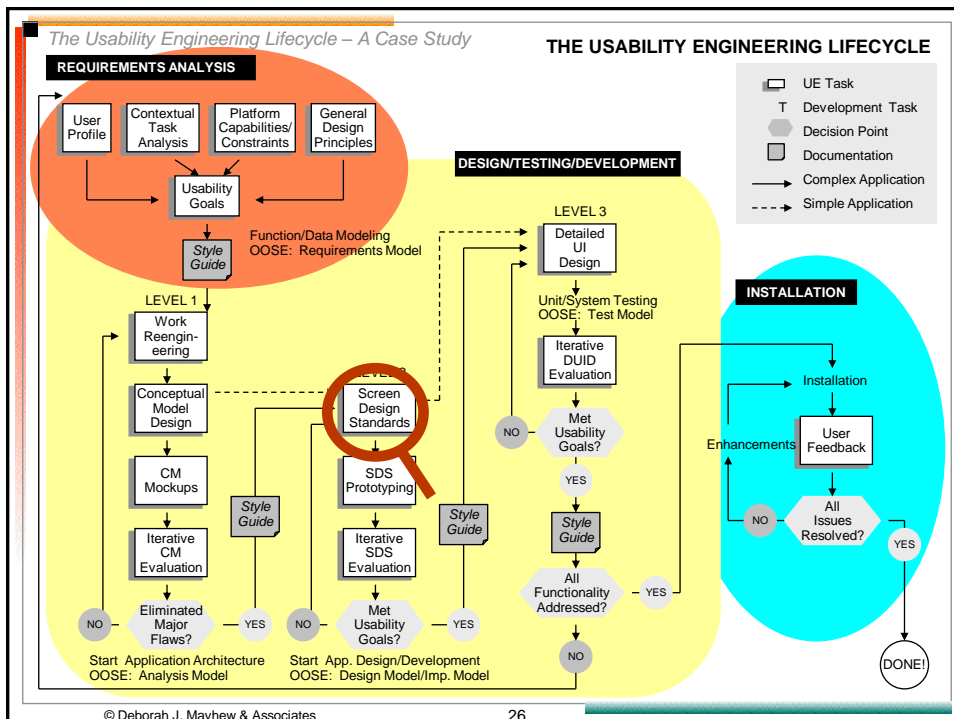 The Usability Engineering Lifecycle – A Case Study
THE USABILITY ENGINEERING LIFECYCLE
REQUIREMENTS ANALYSIS
User
Profile
Contextual
Task
Analysis
Platform
Capabilities/
Constraints
General
Design
Principles
Usability
Goals
Style
Guide
Function/Data Modeling
OOSE: Requirements Model
UE Task
T Development Task
Decision Point
Documentation
Complex Application
Simple Application
DESIGN/TESTING/DEVELOPMENT
LEVEL 1
Work
Reengin-
eering
Conceptual
Model
Design
CM
Mockups
Iterative
CM
Evaluation
NO
Eliminated
Major
Flaws?
YES
Start Application Architecture
OOSE: Analysis Model
Style
Guide
Screen
Design
Standards
SDS
Prototyping
Iterative
SDS
Evaluation
NO
Met
Usability
Goals?
YES
Start App. Design/Development
OOSE: Design Model/Imp. Model
Style
Guide
LEVEL 3
Detailed
UI
Design
Unit/System Testing
OOSE: Test Model
Iterative
DUID
Evaluation
NO
Met
Usability
Goals?
YES
Style
Guide
All
Functionality
Addressed?
YES
NO
INSTALLATION
Installation
Enhancements
User
Feedback
NO
All
Issues
Resolved?
YES
DONE!
© Deborah J. Mayhew & Associates
26